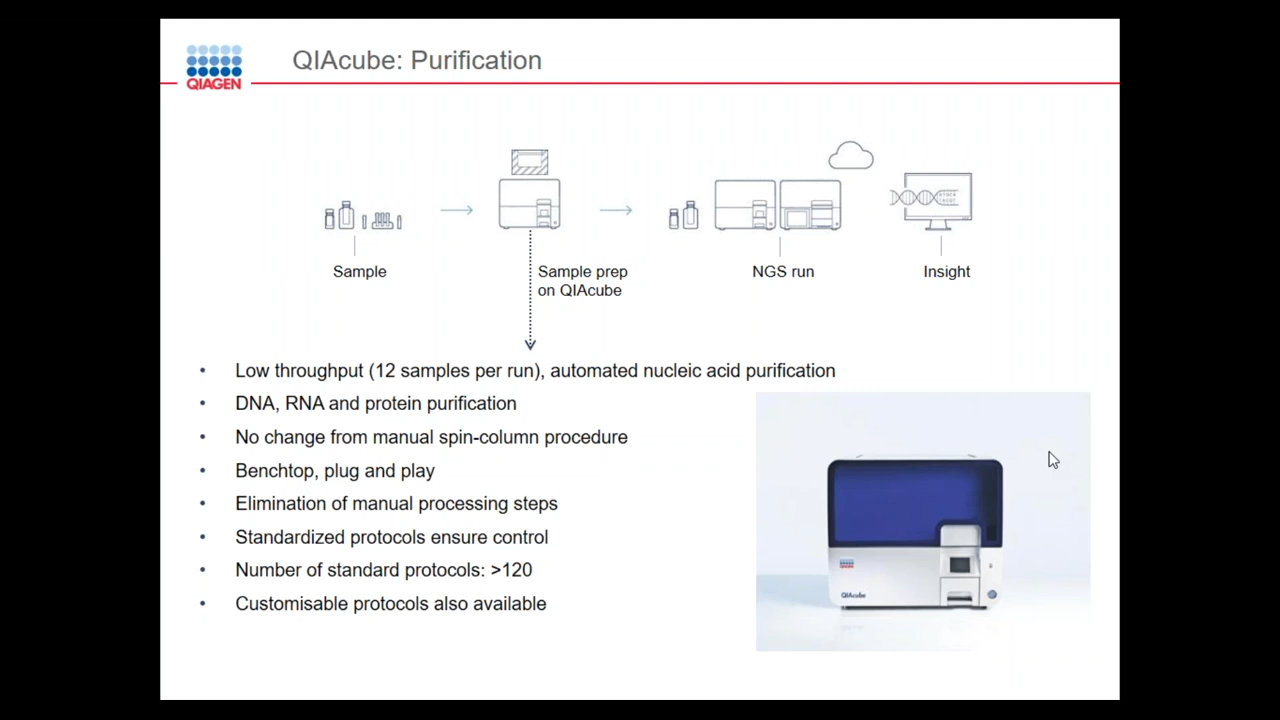 QIAGEN
QIAcube: Purification
Sample
Sample prep
on QIAcube
NGS run
Insight
Low throughput (12 samples per run), automated nucleic acid purification
DNA, RNA and protein purification
No change from manual spin-column procedure
Benchtop, plug and play
Elimination of manual processing steps
Standardized protocols ensure control
Number of standard protocols: >120
Customisable protocols also available
QIAGEN
QIAcube